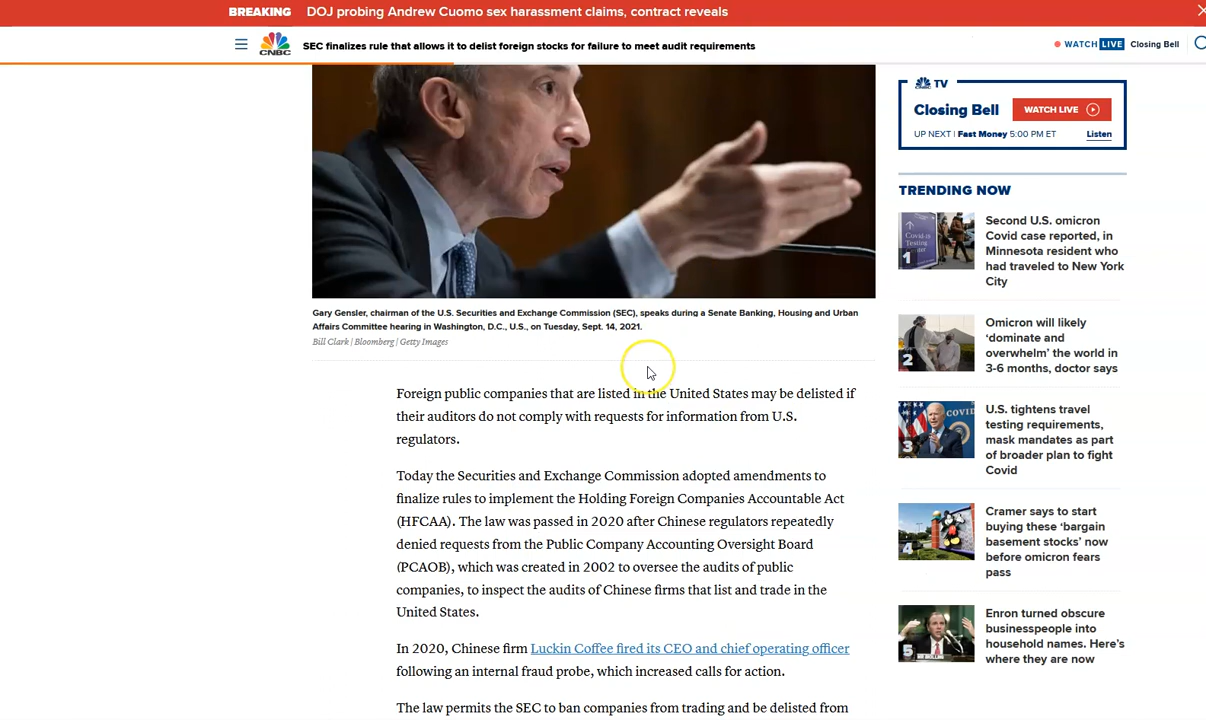 BREAKING DOJ probing Andrew Cuomo sex harassment claims, contract reveals
CNBC SEC finalizes rule that allows it to delist foreign stocks for failure to meet audit requirements WATCH LIVE Closing Bell
Gary Gensler, chairman of the U.S. Securities and Exchange Commission (SEC), speaks during a Senate Banking, Housing and Urban
Affairs Committee hearing in Washington, D.C., U.S., on Tuesday, Sept. 14, 2021.
Bill Clark | Bloomberg | Getty Images
Foreign public companies that are listed in the United States may be delisted if
their auditors do not comply with requests for information from U.S.
regulators.
Today the Securities and Exchange Commission adopted amendments to
finalize rules to implement the Holding Foreign Companies Accountable Act
(HFCAA). The law was passed in 2020 after Chinese regulators repeatedly
denied requests from the Public Company Accounting Oversight Board
(PCAOB), which was created in 2002 to oversee the audits of public
companies, to inspect the audits of Chinese firms that list and trade in the
United States.
In 2020, Chinese firm Luckin Coffee fired its CEO and chief operating officer
following an internal fraud probe, which increased calls for action.
The law permits the SEC to ban companies from trading and be delisted from
TV
Closing Bell WATCH LIVE
UP NEXT | Fast Money 5:00 PM ET Listen
TRENDING NOW
Covid-19
Testing
1
Second U.S. omicron
Covid case reported, in
Minnesota resident who
had traveled to New York
City
2
Omicron will likely
‘dominate and
overwhelm’ the world in
3-6 months, doctor says
COVID
3
U.S. tightens travel
testing requirements,
mask mandates as part
of broader plan to fight
Covid
4
Cramer says to start
buying these ‘bargain
basement stocks’ now
before omicron fears
pass
5
Enron turned obscure
businesspeople into
household names. Here’s
where they are now